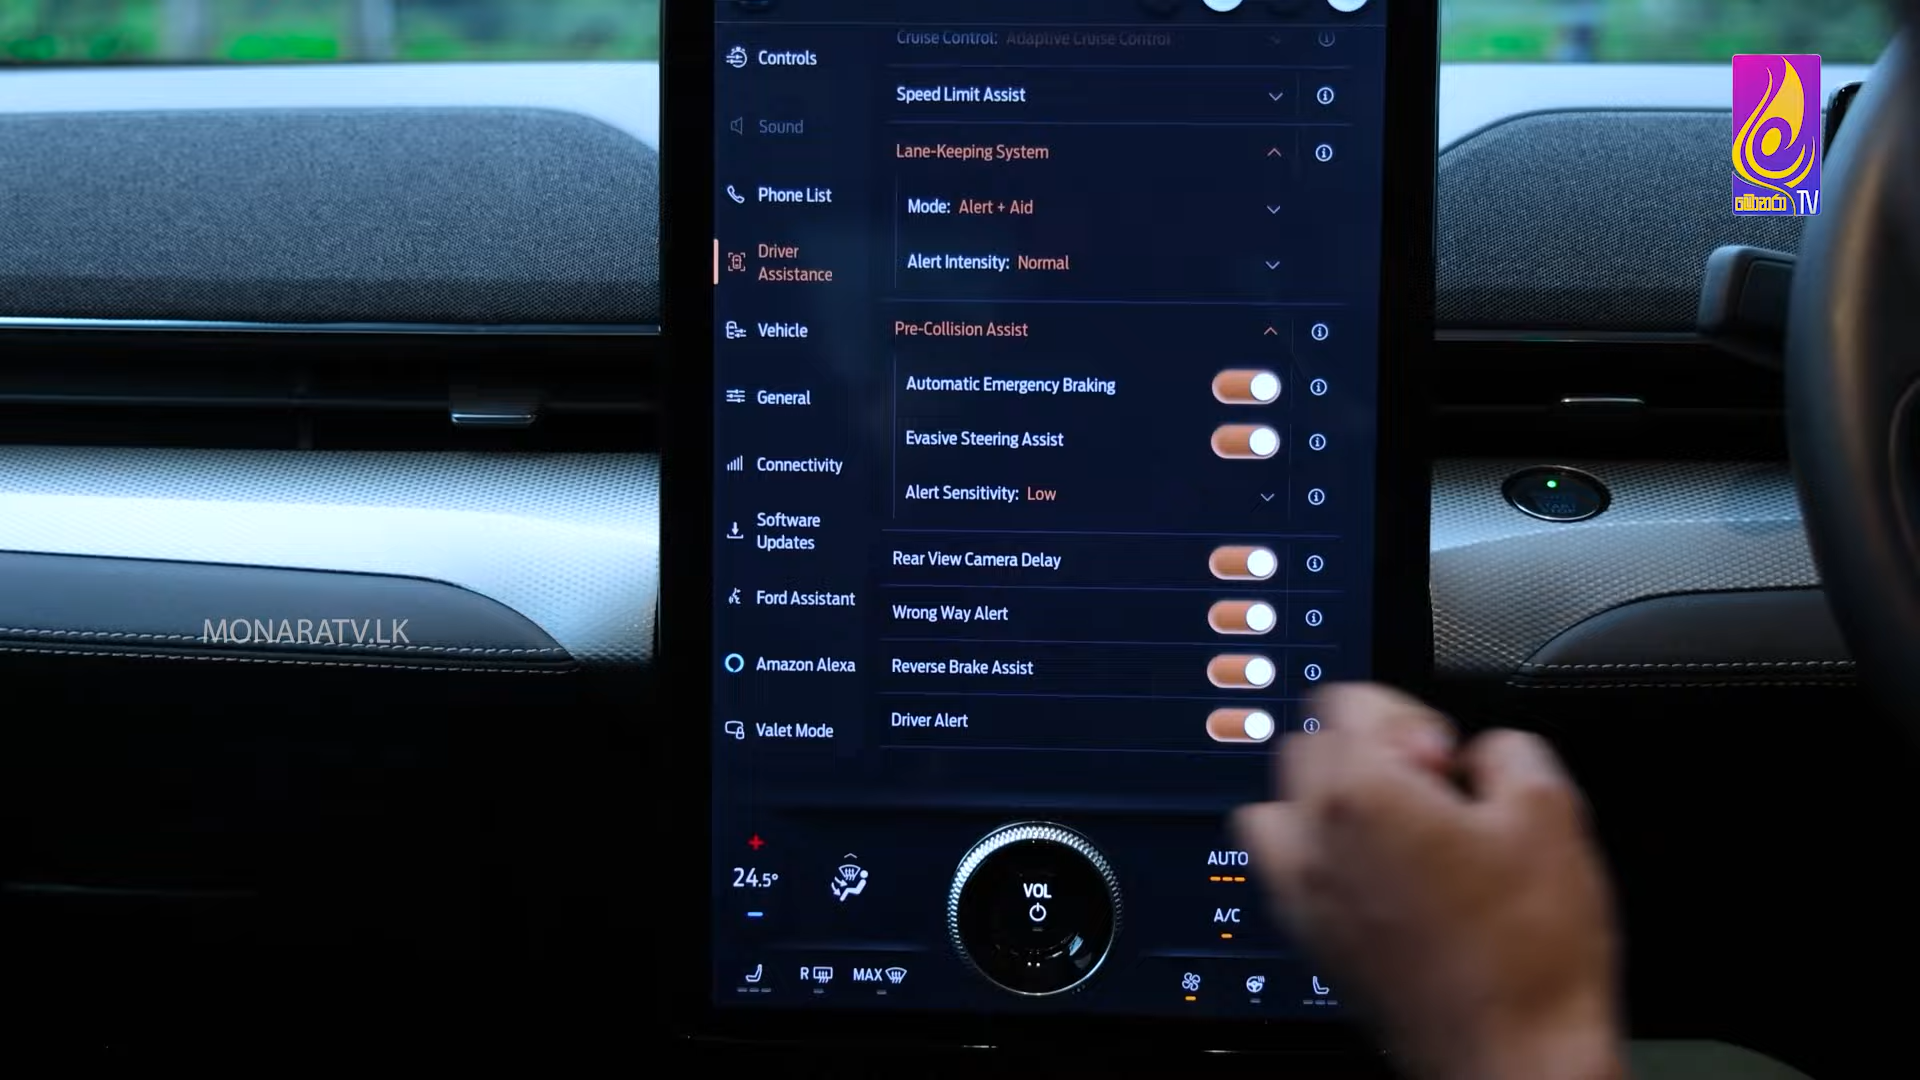 Cruise Control: Adaptive Cruise Control
Controls
Speed Limit Assist
Sound
Lane-Keeping System
Phone List
Mode: Alert + Aid
Driver
Assistance
Alert Intensity: Normal
Vehicle
Pre-Collision Assist
Automatic Emergency Braking
General
Evasive Steering Assist
Connectivity
Alert Sensitivity: Low
Software
Updates
Rear View Camera Delay
Ford Assistant
Wrong Way Alert
Amazon Alexa
Reverse Brake Assist
Driver Alert
Valet Mode
24.5°
VOL
AUTO
A/C
R
MAX
මොනරා TV
MONARATV.LK